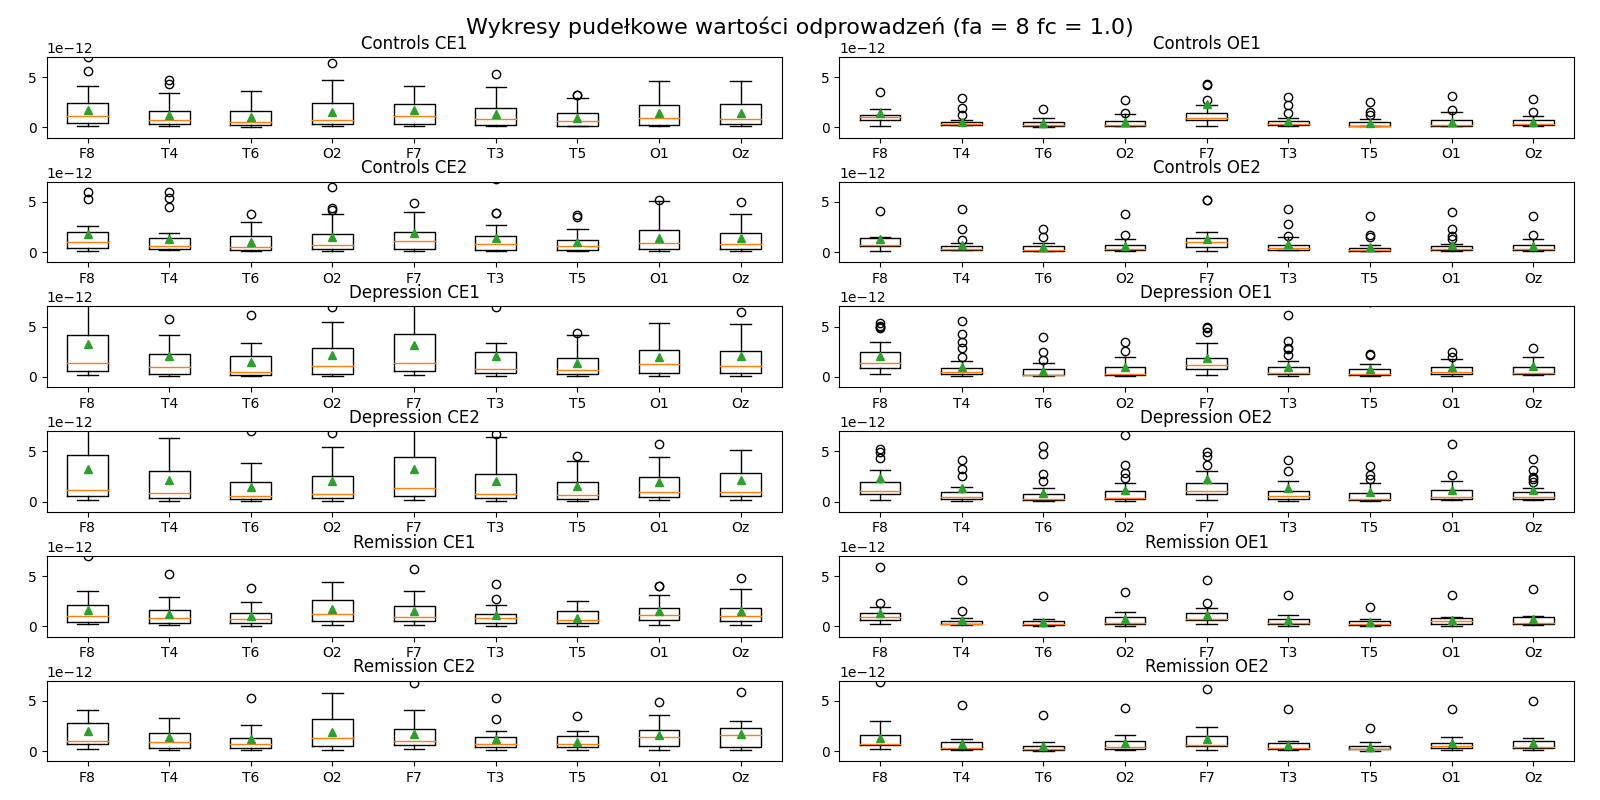 Wykresy pudełkowe wartości odprowadzeń (fa = 8 fc = 1.0)
Controls CE1
1e−12
5
0
F8 T4 T6 O2 F7 T3 T5 O1 Oz
Controls OE1
1e−12
5
0
F8 T4 T6 O2 F7 T3 T5 O1 Oz
Controls CE2
1e−12
5
0
F8 T4 T6 O2 F7 T3 T5 O1 Oz
Controls OE2
1e−12
5
0
F8 T4 T6 O2 F7 T3 T5 O1 Oz
Depression CE1
1e−12
5
0
F8 T4 T6 O2 F7 T3 T5 O1 Oz
Depression OE1
1e−12
5
0
F8 T4 T6 O2 F7 T3 T5 O1 Oz
Depression CE2
1e−12
5
0
F8 T4 T6 O2 F7 T3 T5 O1 Oz
Depression OE2
1e−12
5
0
F8 T4 T6 O2 F7 T3 T5 O1 Oz
Remission CE1
1e−12
5
0
F8 T4 T6 O2 F7 T3 T5 O1 Oz
Remission OE1
1e−12
5
0
F8 T4 T6 O2 F7 T3 T5 O1 Oz
Remission CE2
1e−12
5
0
F8 T4 T6 O2 F7 T3 T5 O1 Oz
Remission OE2
1e−12
5
0
F8 T4 T6 O2 F7 T3 T5 O1 Oz